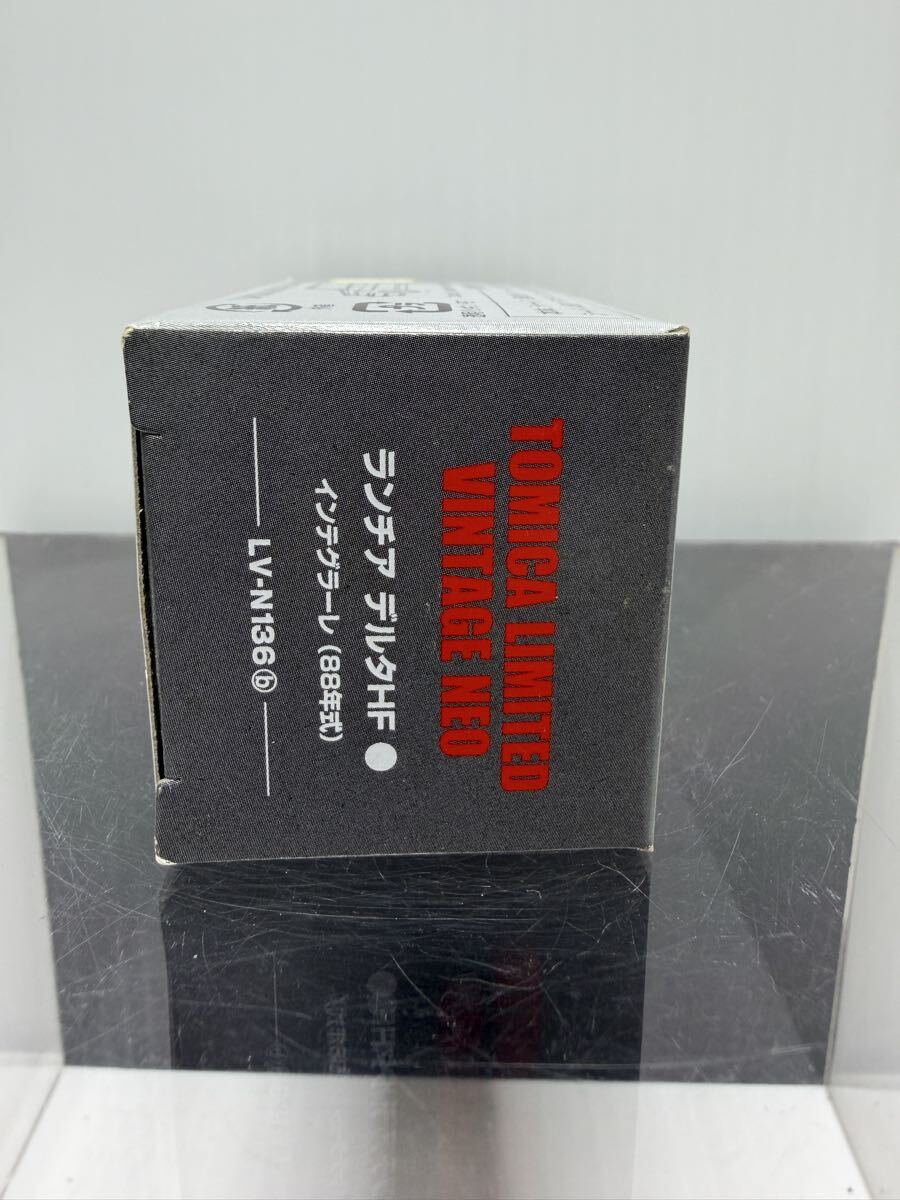 TOMICA LIMITED
VINTAGE NEO
ランチア デルタHF ●
インテグラーレ（88年式）
LV-N136ⓑ